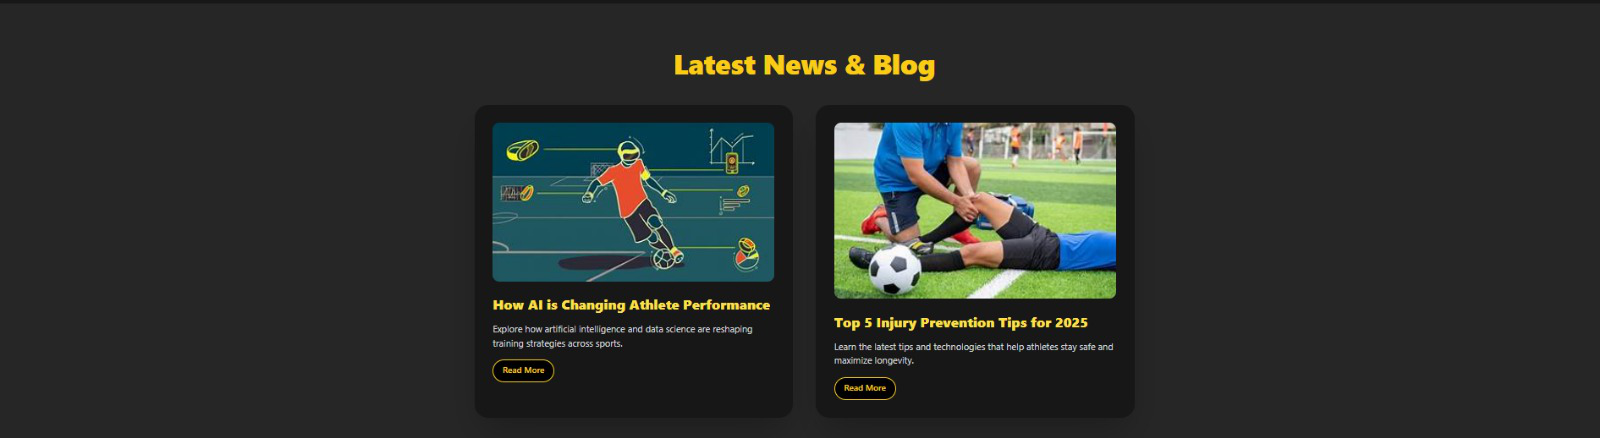 Latest News & Blog
How AI is Changing Athlete Performance
Explore how artificial intelligence and data science are reshaping
training strategies across sports.
Read More
Top 5 Injury Prevention Tips for 2025
Learn the latest tips and technologies that help athletes stay safe and
maximize longevity.
Read More